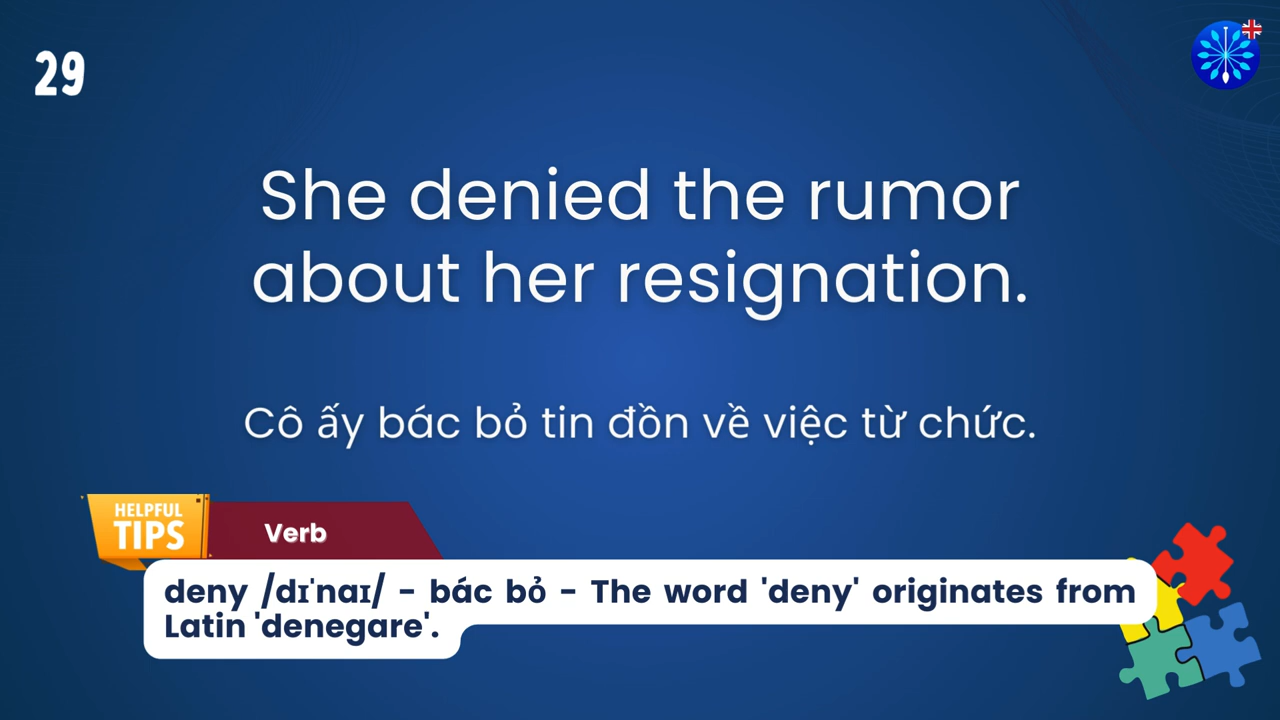 29
She denied the rumor
about her resignation.
Cô ấy bác bỏ tin đồn về việc từ chức.
HELPFUL
TIPS
Verb
deny /dɪˈnaɪ/ - bác bỏ - The word 'deny' originates from
Latin 'denegare'.